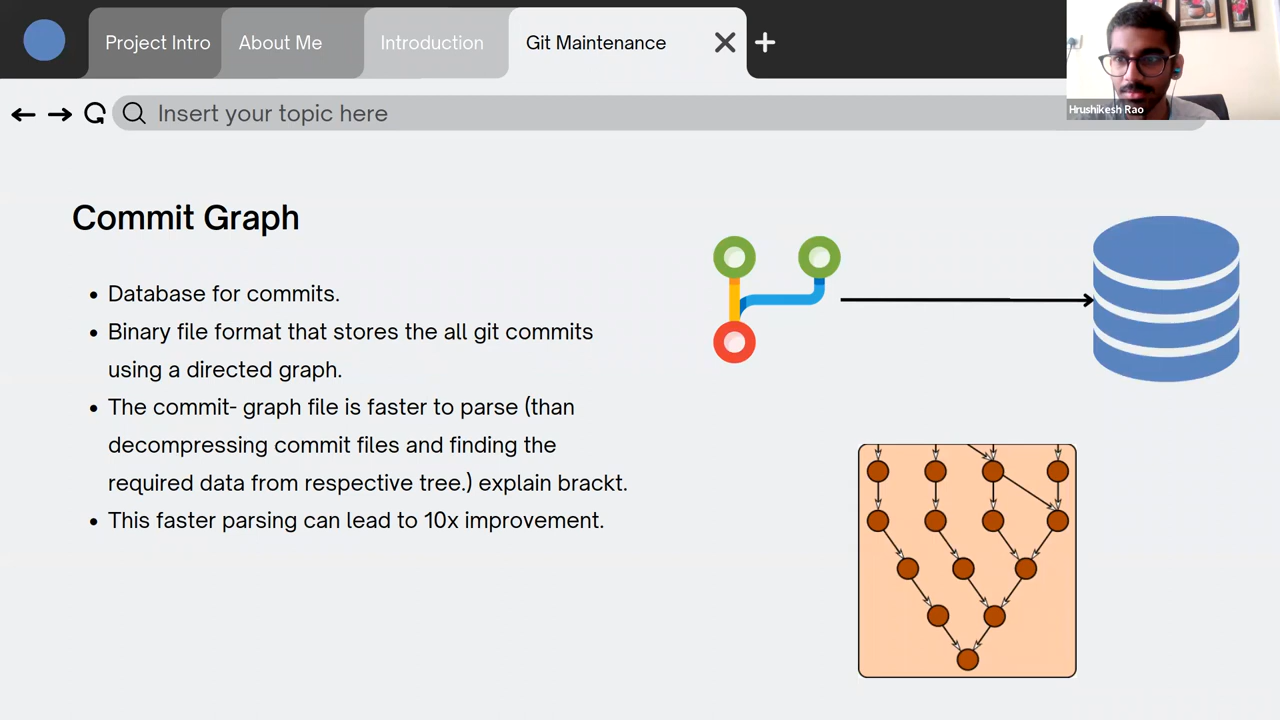 Project Intro
About Me
Introduction
Git Maintenance
Insert your topic here
Hrushikesh Rao
Commit Graph
Database for commits.
Binary file format that stores the all git commits
using a directed graph.
The commit- graph file is faster to parse (than
decompressing commit files and finding the
required data from respective tree.) explain brackt.
This faster parsing can lead to 10x improvement.